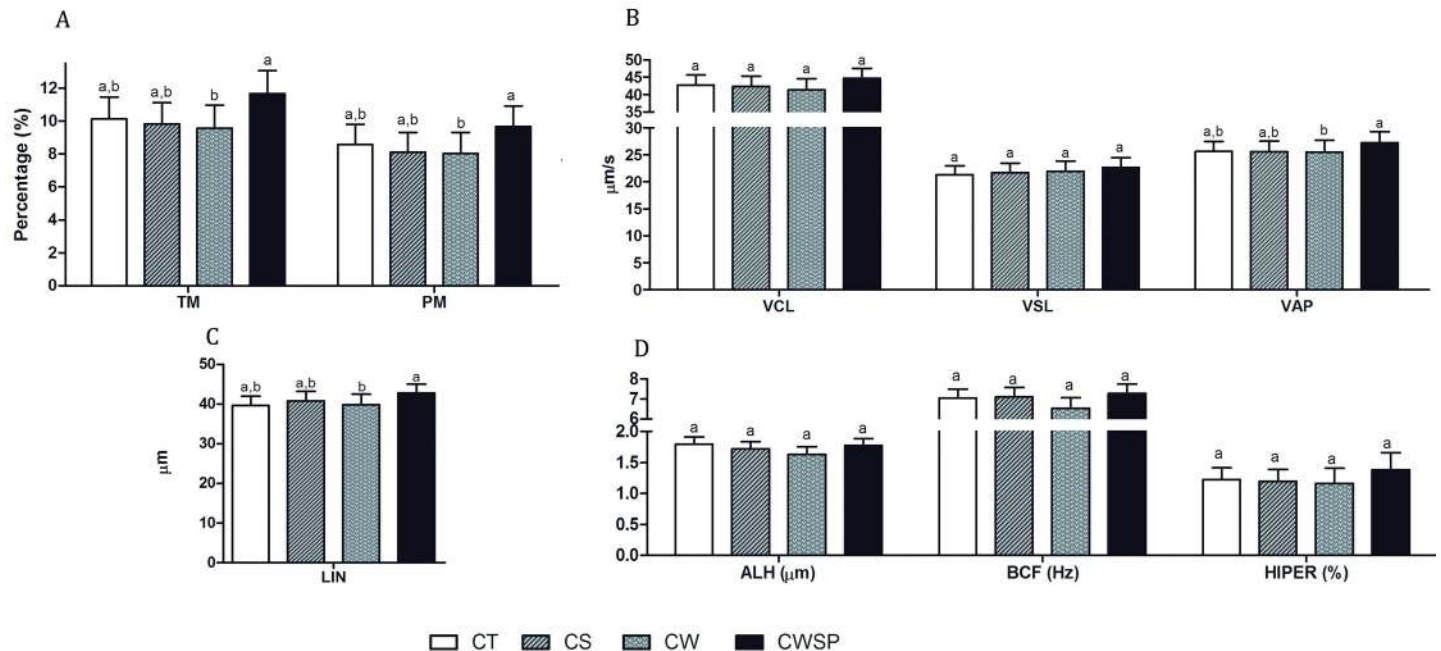 A
Percentage (%)
12
10
8
6
4
2
0
a,b a,b b a
a,b a,b b a
TM PM
B
μm/s
50
45
40
35
30
25
20
15
10
5
0
a a a a
a a a a
a,b a,b b a
VCL VSL VAP
C
μm
50
40
30
20
10
0
a,b a,b b a
LIN
D
8
7
6
2.0
1.5
1.0
0.5
0.0
a a a a
a a a a
a a a a
ALH (μm) BCF (Hz) HIPER (%)
CT CS CW CWSP